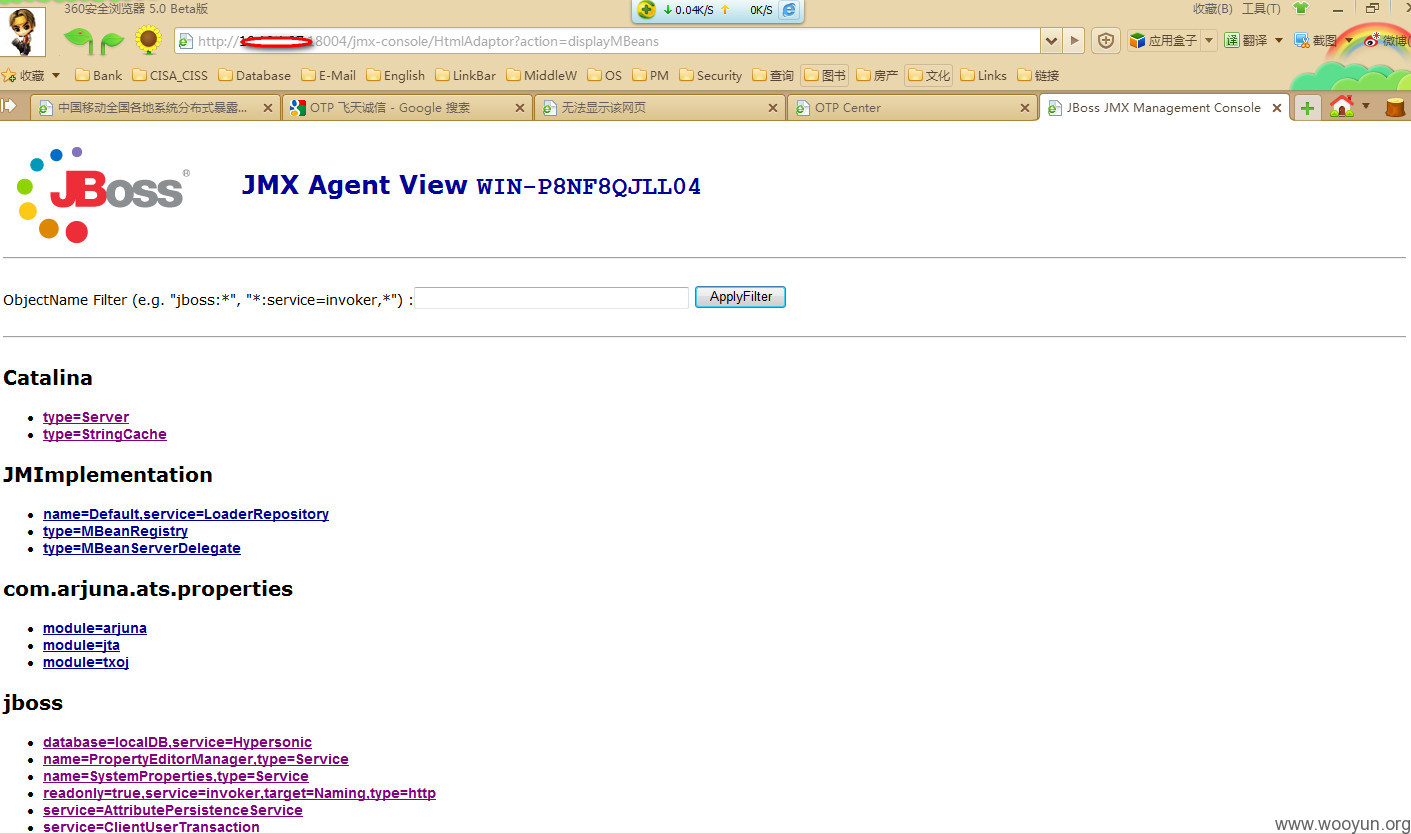 360安全浏览器 5.0 Beta版
↓ 0.04K/S ↑ 0K/S
收藏(B) 工具(T)
http:// 18004/jmx-console/HtmlAdaptor?action=displayMBeans
应用盒子 译 翻译 截图 微博
收藏 Bank CISA_CISS Database E-Mail English LinkBar MiddleW OS PM Security 查询 图书 房产 文化 Links 链接
中国移动全国各地系统分布式暴露... OTP 飞天诚信 - Google 搜索 无法显示该网页 OTP Center JBoss JMX Management Console
JBoss®
JMX Agent View WIN-P8NF8QJLL04
ObjectName Filter (e.g. "jboss:*", "*:service=invoker,*") : ApplyFilter
Catalina
type=Server
type=StringCache
JMImplementation
name=Default,service=LoaderRepository
type=MBeanRegistry
type=MBeanServerDelegate
com.arjuna.ats.properties
module=arjuna
module=jta
module=txoj
jboss
database=localDB,service=Hypersonic
name=PropertyEditorManager,type=Service
name=SystemProperties,type=Service
readonly=true,service=invoker,target=Naming,type=http
service=AttributePersistenceService
service=ClientUserTransaction
www.wooyun.org